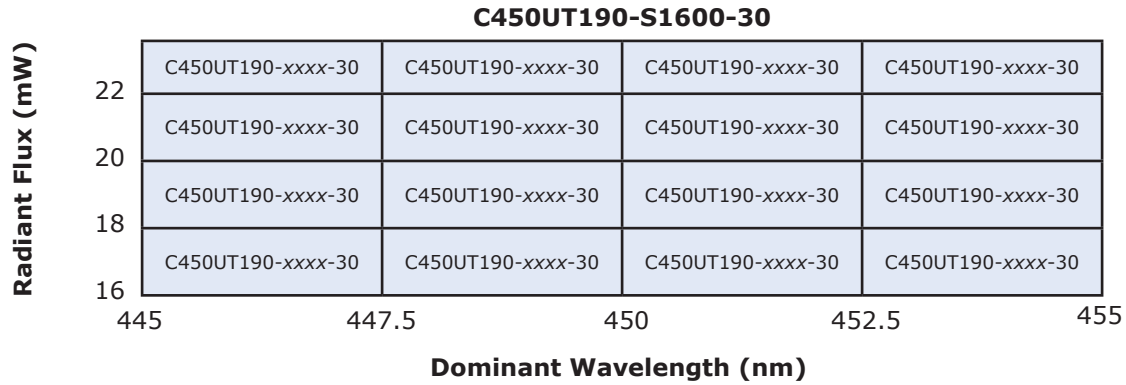 C450UT190-S1600-30
Radiant Flux (mW)
C450UT190-xxxx-30 C450UT190-xxxx-30 C450UT190-xxxx-30 C450UT190-xxxx-30
22
C450UT190-xxxx-30 C450UT190-xxxx-30 C450UT190-xxxx-30 C450UT190-xxxx-30
20
C450UT190-xxxx-30 C450UT190-xxxx-30 C450UT190-xxxx-30 C450UT190-xxxx-30
18
C450UT190-xxxx-30 C450UT190-xxxx-30 C450UT190-xxxx-30 C450UT190-xxxx-30
16
445 447.5 450 452.5 455
Dominant Wavelength (nm)